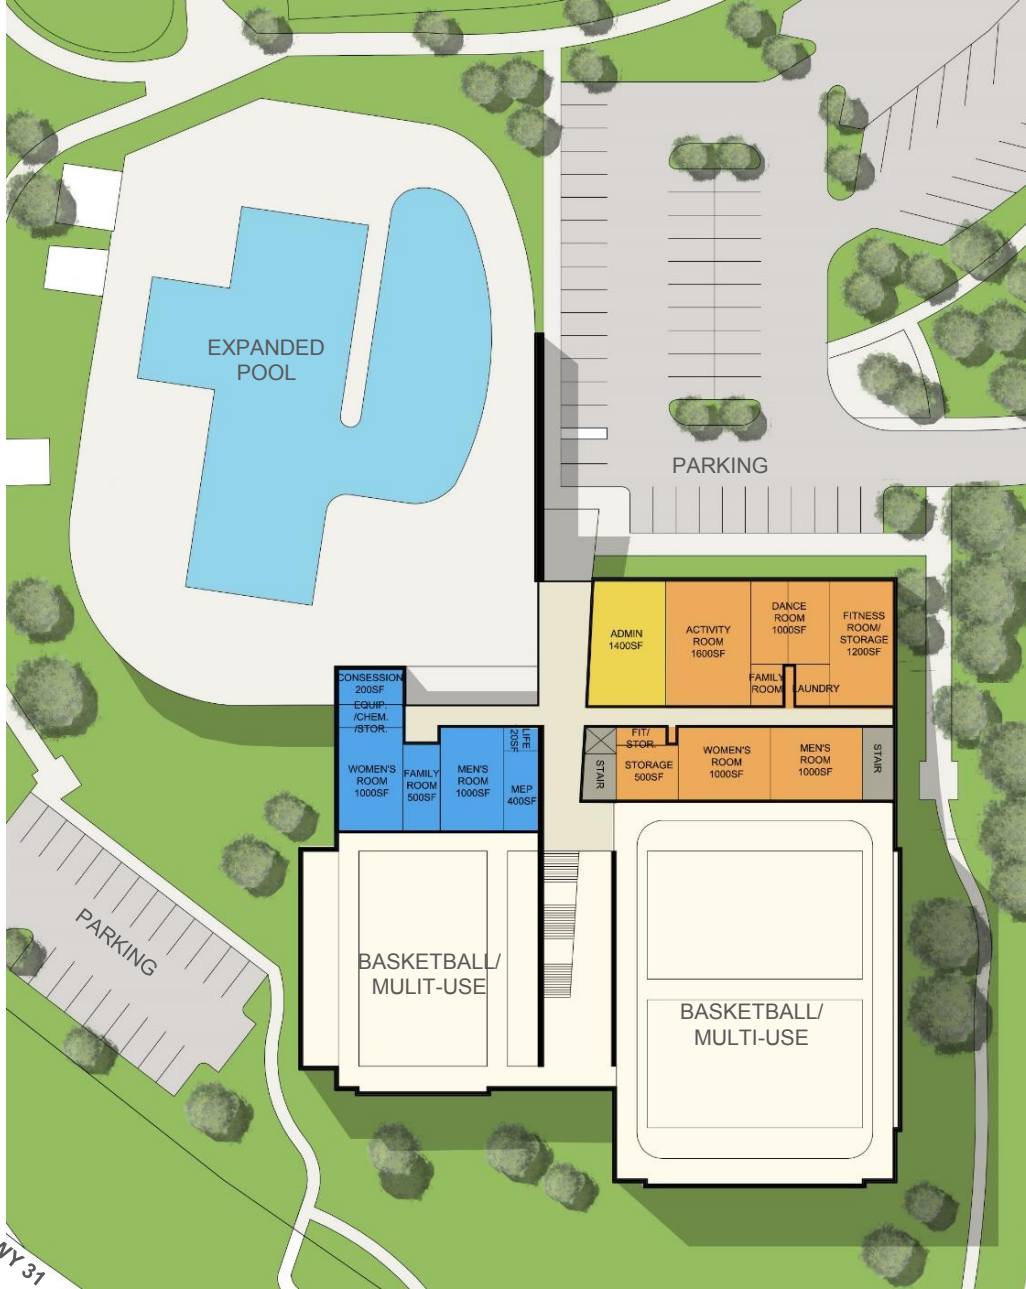 EXPANDED
POOL
PARKING
ADMIN
1400SF
ACTIVITY
ROOM
1600SF
DANCE
ROOM
1000SF
FITNESS
ROOM/
STORAGE
1200SF
FAMILY
ROOM
LAUNDRY
CONSESSION
200SF
EQUIP.
/CHEM.
/STOR.
WOMEN'S
ROOM
1000SF
FAMILY
ROOM
500SF
MEN'S
ROOM
1000SF
LIFE
20SF
MEP
400SF
STAIR
FIT/
STOR.
STORAGE
500SF
WOMEN'S
ROOM
1000SF
MEN'S
ROOM
1000SF
STAIR
PARKING
BASKETBALL/
MULIT-USE
BASKETBALL/
MULTI-USE
WY 31